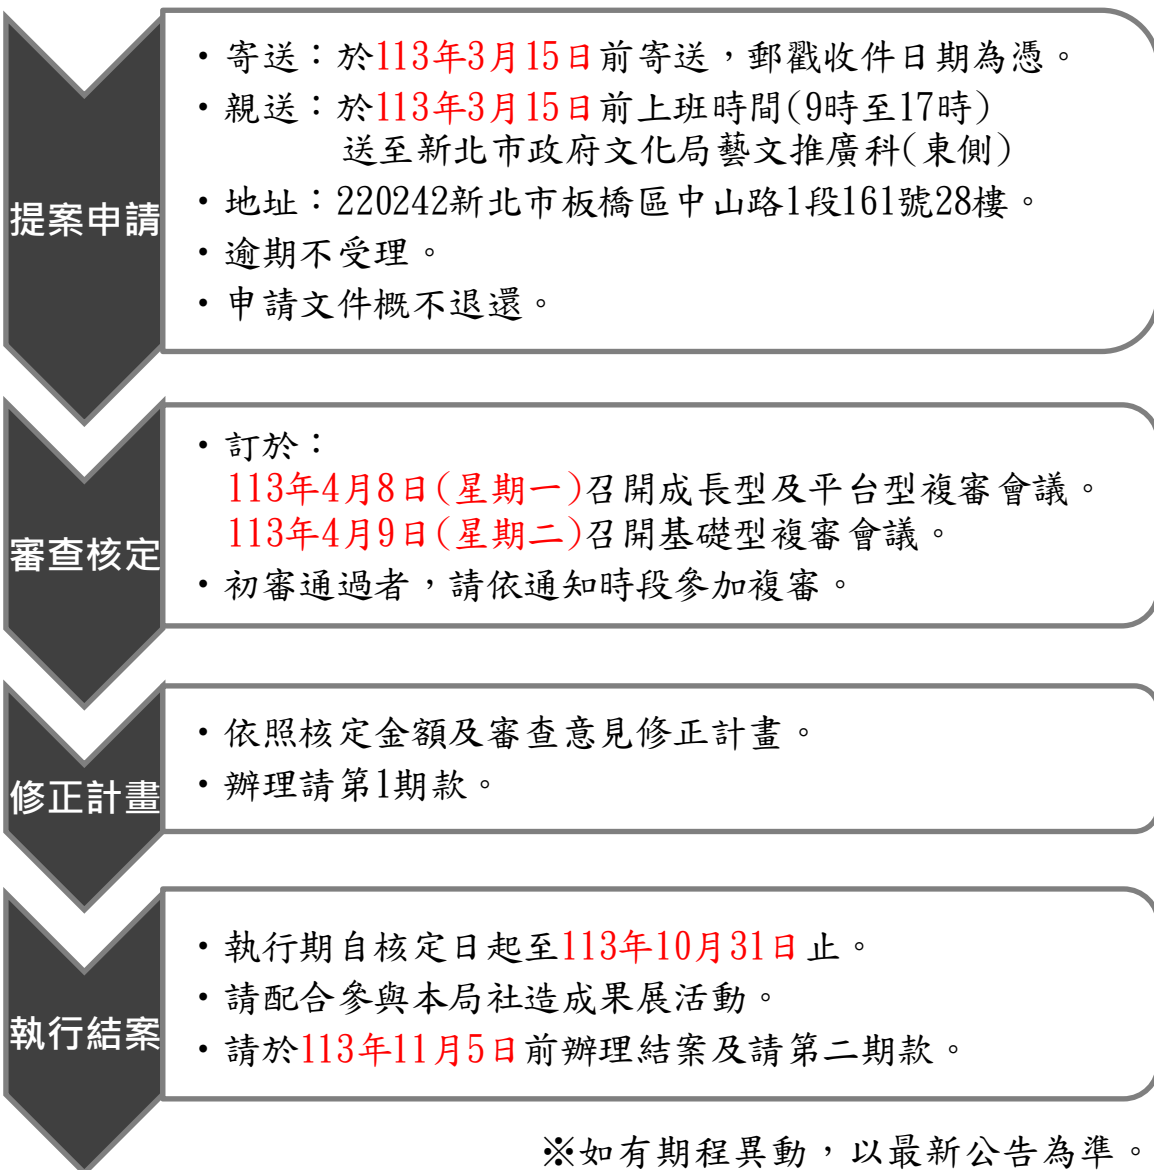 提案申請
・寄送：於113年3月15日前寄送，郵戳收件日期為憑。
・親送：於113年3月15日前上班時間(9時至17時)
送至新北市政府文化局藝文推廣科(東側)
・地址：220242新北市板橋區中山路1段161號28樓。
・逾期不受理。
・申請文件概不退還。
審查核定
・訂於：
113年4月8日(星期一)召開成長型及平台型複審會議。
113年4月9日(星期二)召開基礎型複審會議。
・初審通過者，請依通知時段參加複審。
修正計畫
・依照核定金額及審查意見修正計畫。
・辦理請第1期款。
執行結案
・執行期自核定日起至113年10月31日止。
・請配合參與本局社造成果展活動。
・請於113年11月5日前辦理結案及請第二期款。
※如有期程異動，以最新公告為準。